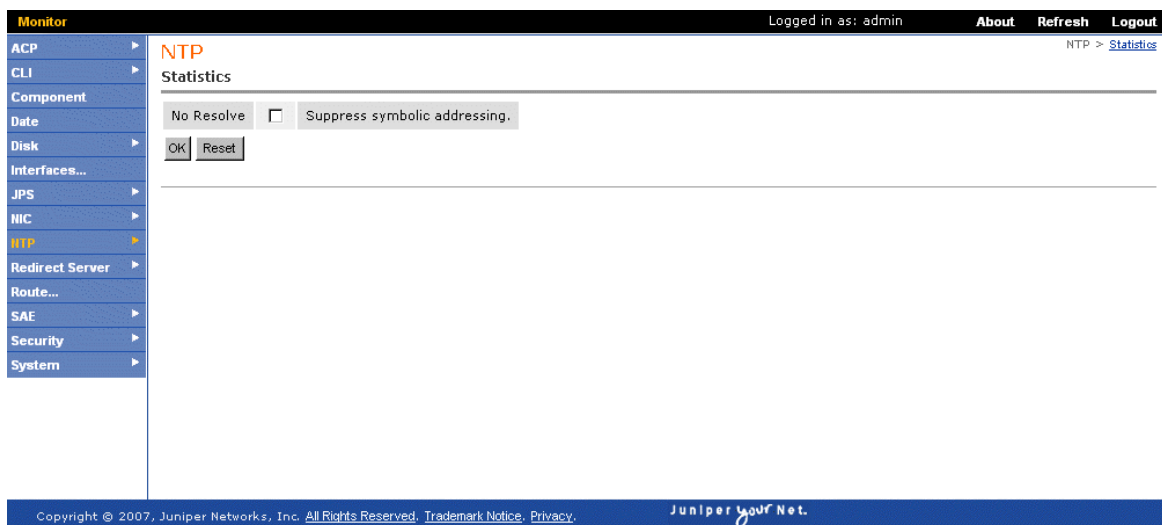 Monitor
Logged in as: admin
About Refresh Logout
NTP > Statistics
ACP
CLI
Component
Date
Disk
Interfaces...
JPS
NIC
NTP
Redirect Server
Route...
SAE
Security
System
NTP
Statistics
No Resolve Suppress symbolic addressing.
OK Reset
Copyright © 2007, Juniper Networks, Inc. All Rights Reserved. Trademark Notice. Privacy.
Juniper your Net.